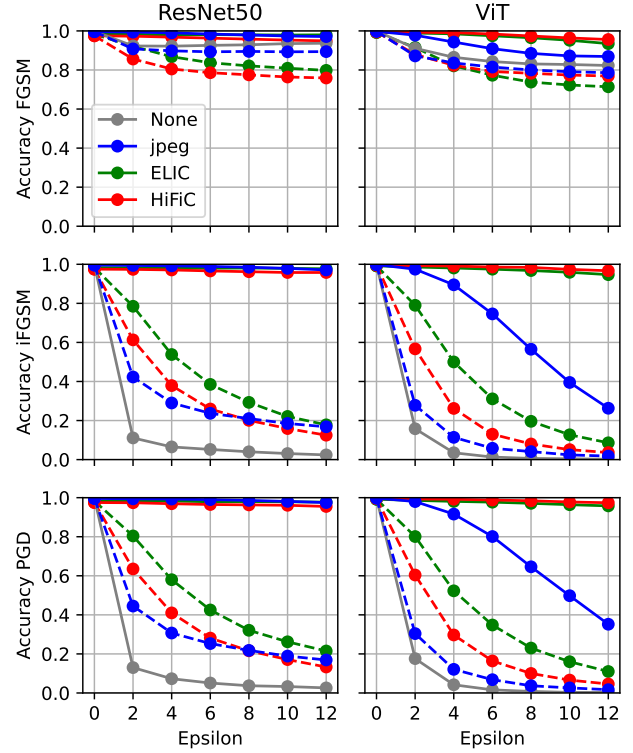 ResNet50
ViT
Accuracy FGSM
1.0
0.8
0.6
0.4
0.2
0.0
None
jpeg
ELIC
HiFiC
Accuracy iFGSM
1.0
0.8
0.6
0.4
0.2
0.0
Accuracy PGD
1.0
0.8
0.6
0.4
0.2
0.0
0 2 4 6 8 10 12
0 2 4 6 8 10 12
Epsilon
Epsilon